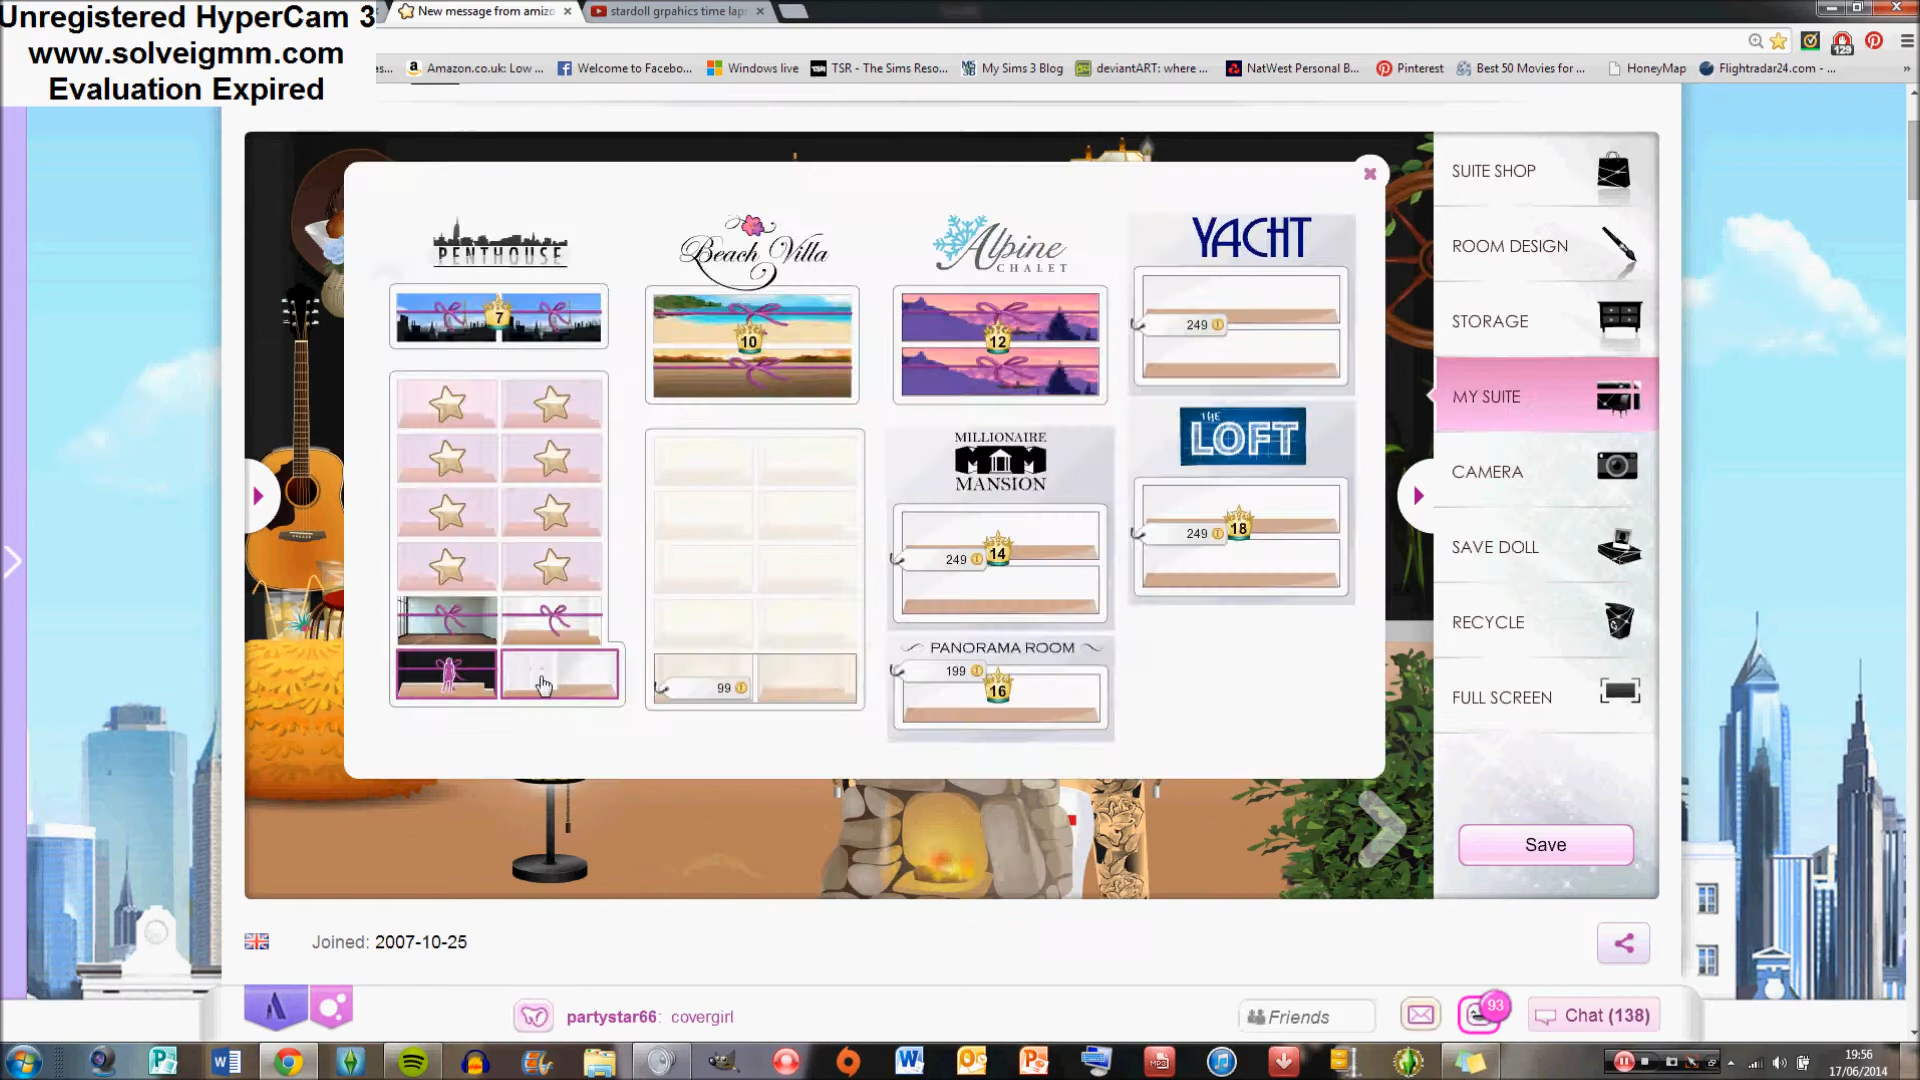 Unregistered HyperCam 3
www.solveigmm.com
Evaluation Expired
New message from amizo
stardoll grpahics time laps
129
as...
Amazon.co.uk: Low ...
Welcome to Facebo...
Windows live
TSR - The Sims Reso...
My Sims 3 Blog
deviantART: where ...
NatWest Personal B...
Pinterest
Best 50 Movies for ...
HoneyMap
Flightradar24.com - ...
PENTHOUSE
7
Beach Villa
10
Alpine
CHALET
12
YACHT
249
THE
LOFT
249
18
MILLIONAIRE
MANSION
249
14
PANORAMA ROOM
199
16
99
SUITE SHOP
ROOM DESIGN
STORAGE
MY SUITE
CAMERA
SAVE DOLL
RECYCLE
FULL SCREEN
Save
Joined: 2007-10-25
partystar66: covergirl
Friends
93
Chat (138)
19:56
17/06/2014